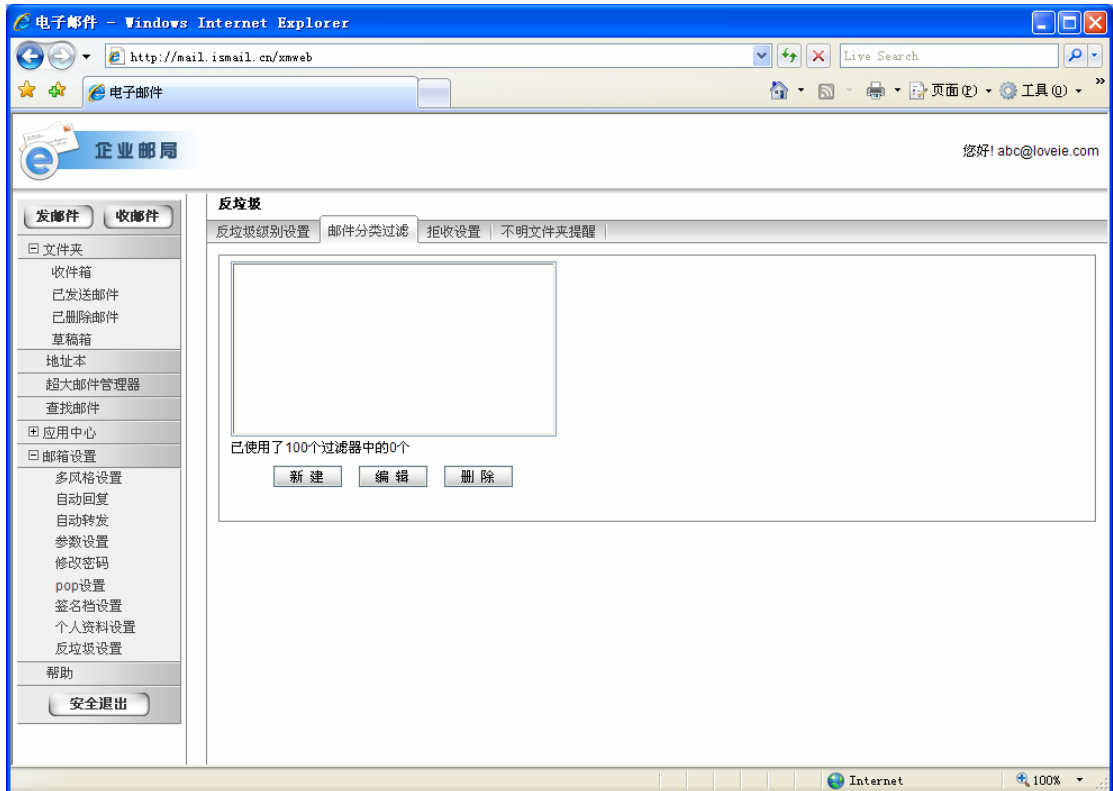 电子邮件 - Windows Internet Explorer
http://mail.ismail.cn/xmweb
Live Search
电子邮件
页面(P)
工具(O)
»
企业邮局
您好! abc@loveie.com
发邮件 收邮件
文件夹
收件箱
已发送邮件
已删除邮件
草稿箱
地址本
超大邮件管理器
查找邮件
应用中心
邮箱设置
多风格设置
自动回复
自动转发
参数设置
修改密码
pop设置
签名档设置
个人资料设置
反垃圾设置
帮助
安全退出
反垃圾
反垃圾级别设置 邮件分类过滤 拒收设置 不明文件夹提醒
已使用了100个过滤器中的0个
新 建 编 辑 删 除
Internet 100%